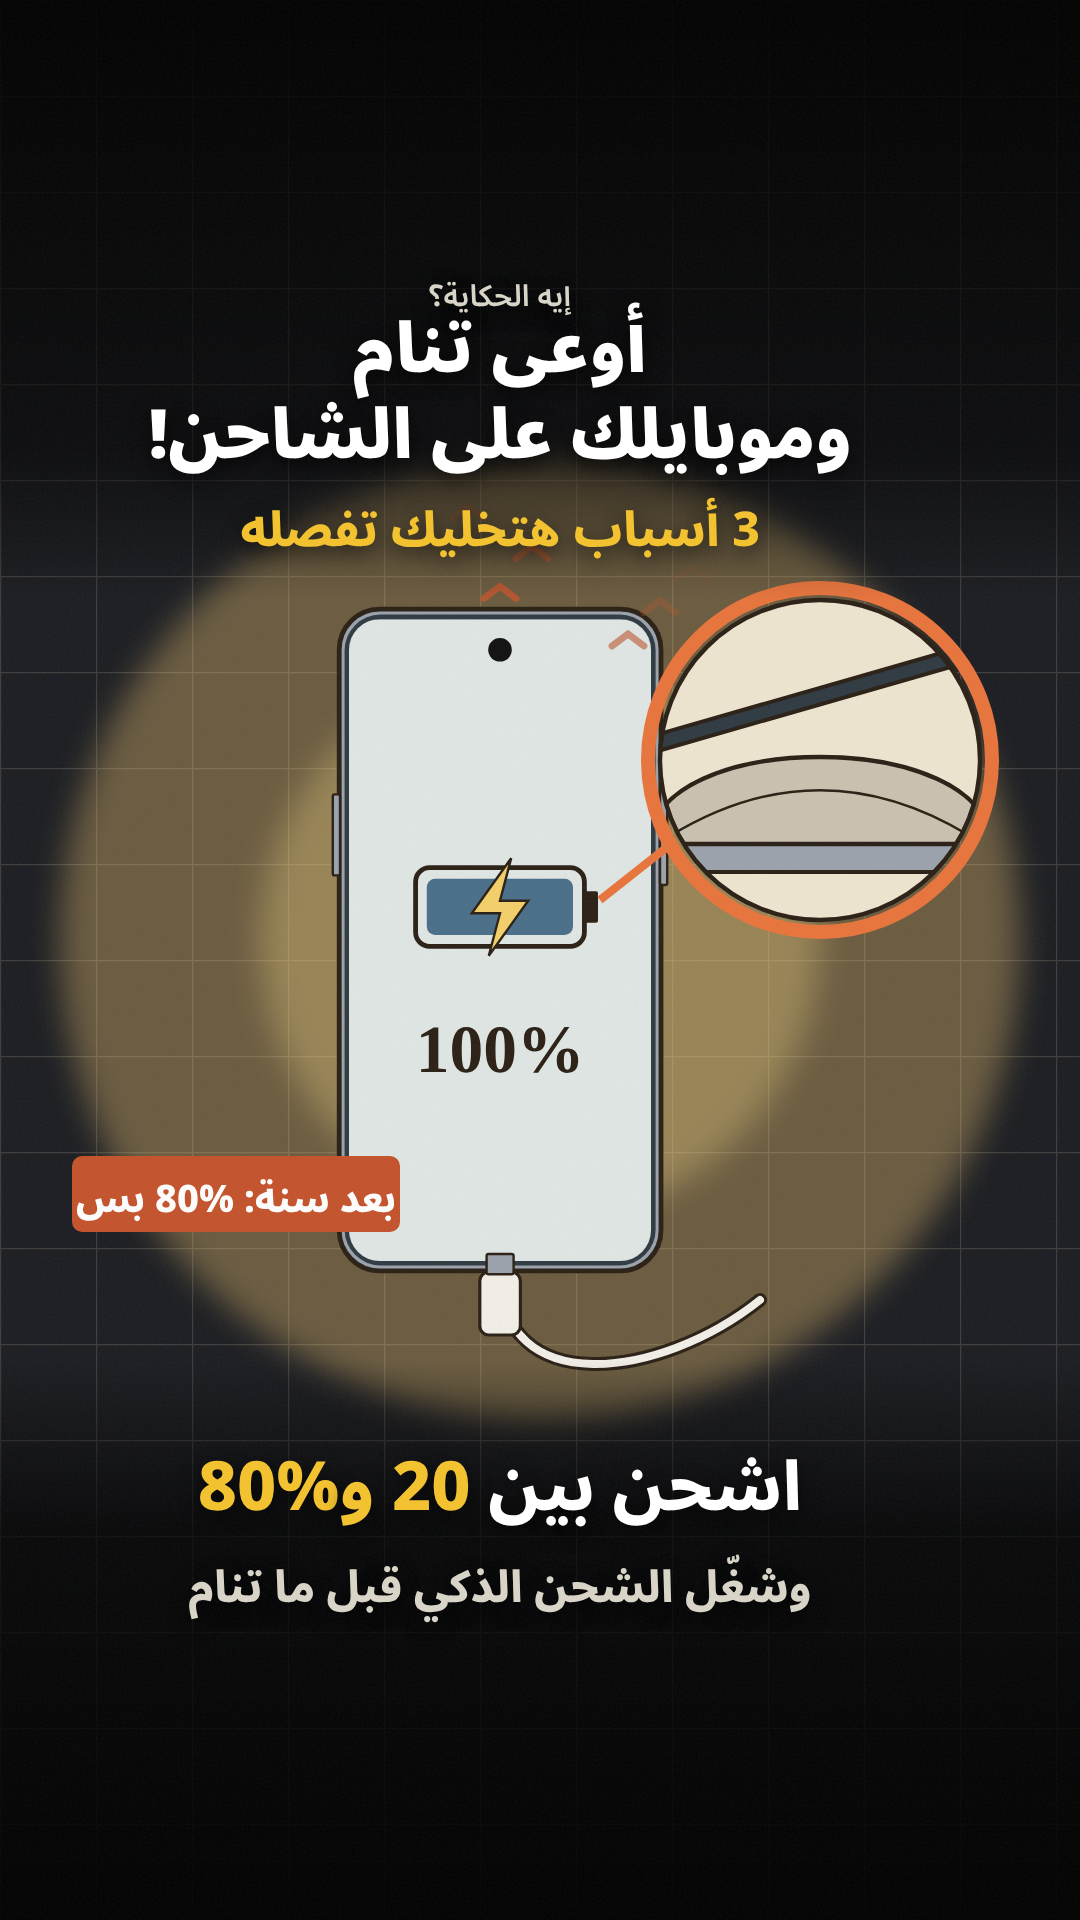 إيه الحكاية؟
أوعى تنام
وموبايلك على الشاحن!
3 أسباب هتخليك تفصله
100%
بعد سنة: 80% بس
اشحن بين 20 و80%
وشغّل الشحن الذكي قبل ما تنام